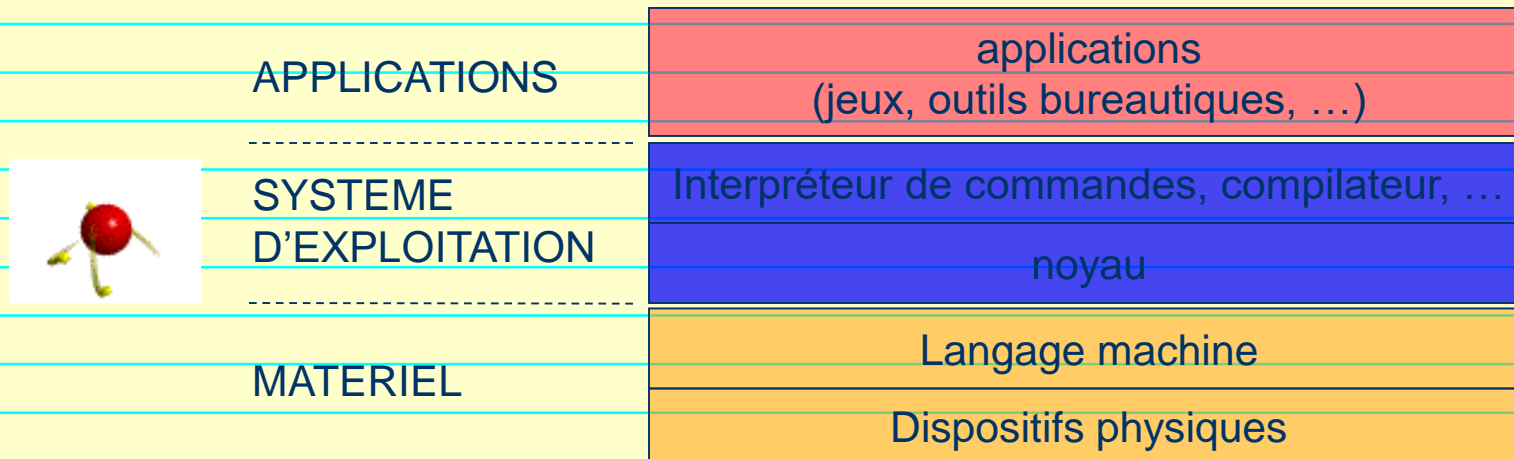 APPLICATIONS
applications
(jeux, outils bureautiques, …)
SYSTEME
D’EXPLOITATION
Interpréteur de commandes, compilateur, …
noyau
MATERIEL
Langage machine
Dispositifs physiques